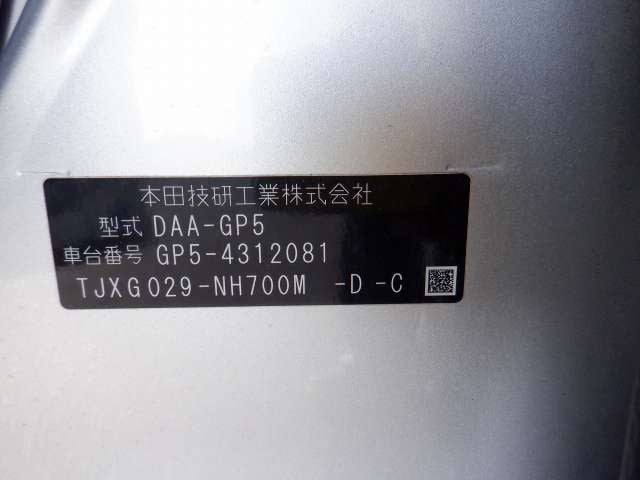 本田技研工業株式会社
型式 DAA-GP5
車台番号 GP5-4312081
TJXG029-NH700M -D -C